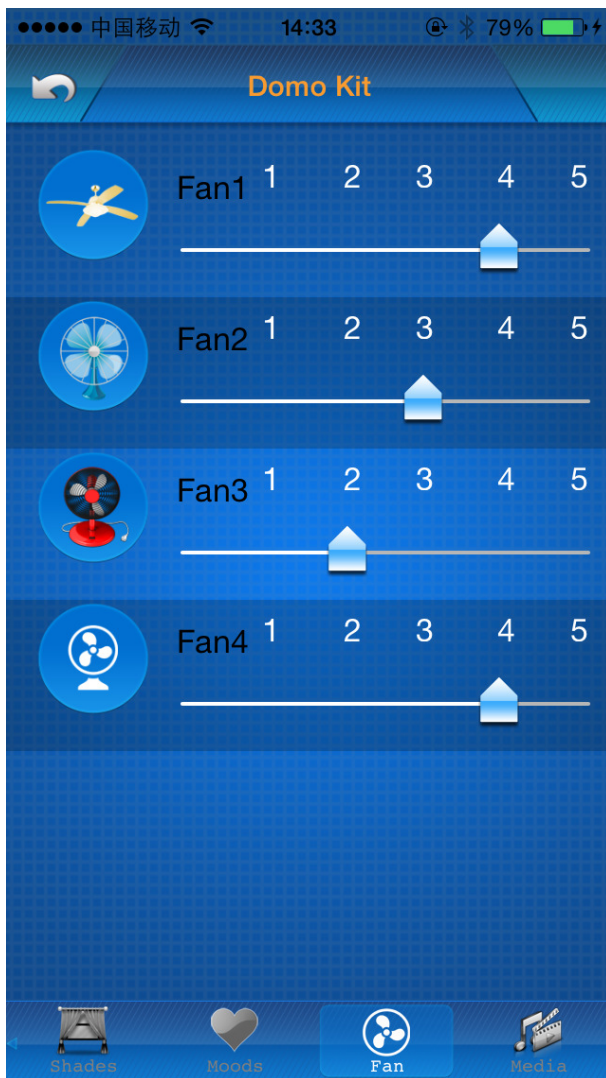 中国移动 14:33 79%
Domo Kit
Fan1 1 2 3 4 5
Fan2 1 2 3 4 5
Fan3 1 2 3 4 5
Fan4 1 2 3 4 5
Shades Moods Fan Media